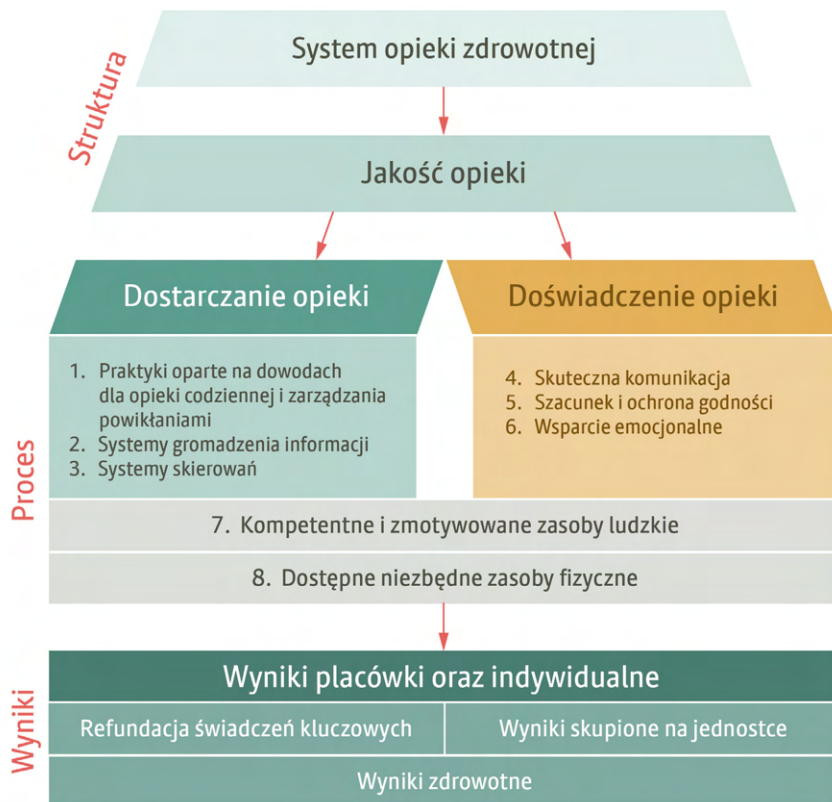 Struktura
System opieki zdrowotnej
Jakość opieki
Dostarczanie opieki
Doświadczenie opieki
Proces
1. Praktyki oparte na dowodach
dla opieki codziennej i zarządzania
powikłaniami
2. Systemy gromadzenia informacji
3. Systemy skierowań
4. Skuteczna komunikacja
5. Szacunek i ochrona godności
6. Wsparcie emocjonalne
7. Kompetentne i zmotywowane zasoby ludzkie
8. Dostępne niezbędne zasoby fizyczne
Wyniki
Wyniki placówki oraz indywidualne
Refundacja świadczeń kluczowych
Wyniki skupione na jednostce
Wyniki zdrowotne